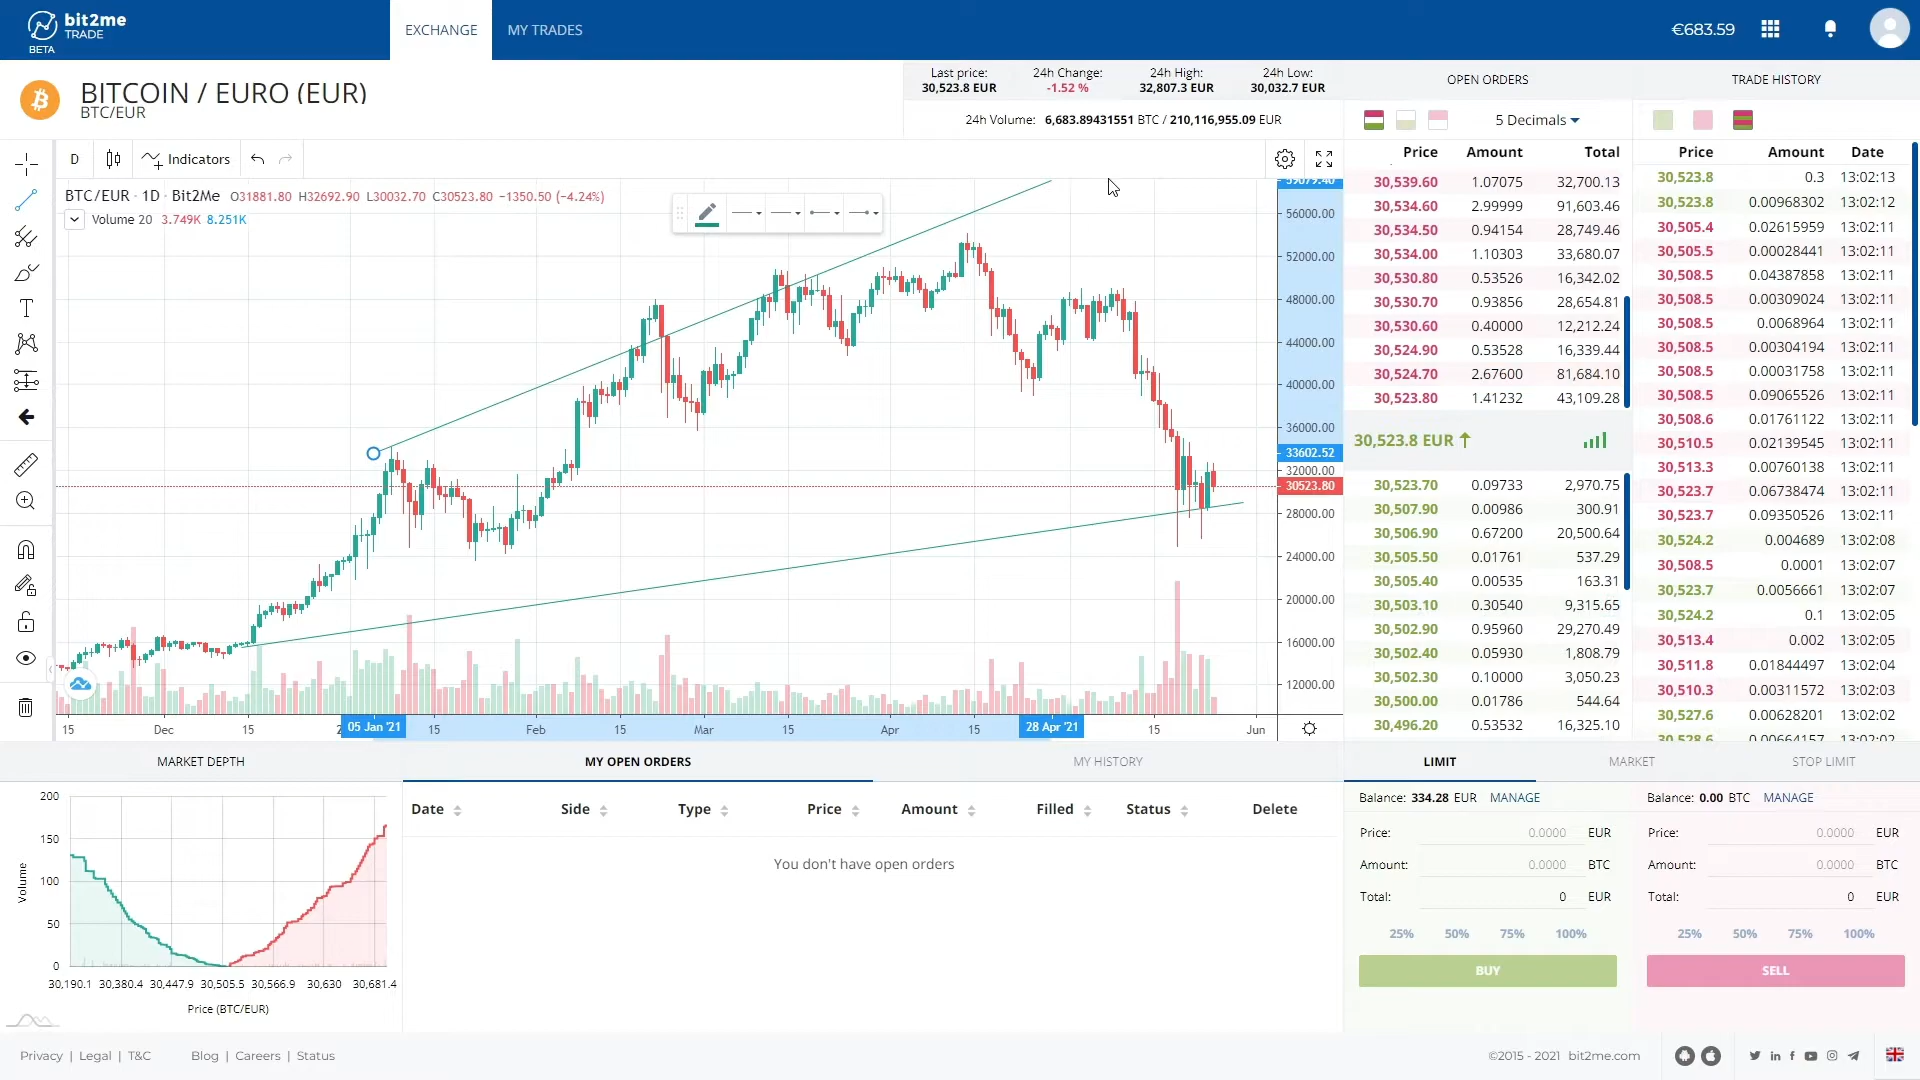 bit2me
TRADE
BETA
EXCHANGE
MY TRADES
€683.59
BITCOIN / EURO (EUR)
BTC/EUR
Last price:
30,523.8 EUR
24h Change:
-1.52 %
24h High:
32,807.3 EUR
24h Low:
30,032.7 EUR
24h Volume: 6,683.89431551 BTC / 210,116,955.09 EUR
D
Indicators
BTC/EUR · 1D · Bit2Me O31881.80 H32692.90 L30032.70 C30523.80 −1350.50 (−4.24%)
Volume 20 3.749K 8.251K
59079.40
56000.00
52000.00
48000.00
44000.00
40000.00
36000.00
33602.52
32000.00
30523.80
28000.00
24000.00
20000.00
16000.00
12000.00
15 Dec 15 2 05 Jan '21 15 Feb 15 Mar 15 Apr 15 28 Apr '21 15 Jun
OPEN ORDERS
5 Decimals
Price Amount Total
30,539.60 1.07075 32,700.13
30,534.60 2.99999 91,603.46
30,534.50 0.94154 28,749.46
30,534.00 1.10303 33,680.07
30,530.80 0.53526 16,342.02
30,530.70 0.93856 28,654.81
30,530.60 0.40000 12,212.24
30,524.90 0.53528 16,339.44
30,524.70 2.67600 81,684.10
30,523.80 1.41232 43,109.28
30,523.8 EUR
30,523.70 0.09733 2,970.75
30,507.90 0.00986 300.91
30,506.90 0.67200 20,500.64
30,505.50 0.01761 537.29
30,505.40 0.00535 163.31
30,503.10 0.30540 9,315.65
30,502.90 0.95960 29,270.49
30,502.40 0.05930 1,808.79
30,502.30 0.10000 3,050.23
30,500.00 0.01786 544.64
30,496.20 0.53532 16,325.10
TRADE HISTORY
Price Amount Date
30,523.8 0.3 13:02:13
30,523.8 0.00968302 13:02:12
30,505.4 0.02615959 13:02:11
30,505.5 0.00028441 13:02:11
30,508.5 0.04387858 13:02:11
30,508.5 0.00309024 13:02:11
30,508.5 0.0068964 13:02:11
30,508.5 0.00304194 13:02:11
30,508.5 0.00031758 13:02:11
30,508.5 0.09065526 13:02:11
30,508.6 0.01761122 13:02:11
30,510.5 0.02139545 13:02:11
30,513.3 0.00760138 13:02:11
30,523.7 0.06738474 13:02:11
30,523.7 0.09350526 13:02:11
30,524.2 0.004689 13:02:08
30,508.5 0.0001 13:02:07
30,523.7 0.0056661 13:02:07
30,524.2 0.1 13:02:05
30,513.4 0.002 13:02:05
30,511.8 0.01844497 13:02:04
30,510.3 0.00311572 13:02:03
30,527.6 0.00628201 13:02:02
30,528.6 0.00664157 13:02:02
MARKET DEPTH
200
150
100
50
0
Volume
30,190.1 30,380.4 30,447.9 30,505.5 30,566.9 30,630 30,681.4
Price (BTC/EUR)
MY OPEN ORDERS
MY HISTORY
Date Side Type Price Amount Filled Status Delete
You don't have open orders
LIMIT
MARKET
STOP LIMIT
Balance: 334.28 EUR MANAGE
Price: 0.0000 EUR
Amount: 0.0000 BTC
Total: 0 EUR
25% 50% 75% 100%
BUY
Balance: 0.00 BTC MANAGE
Price: 0.0000 EUR
Amount: 0.0000 BTC
Total: 0 EUR
25% 50% 75% 100%
SELL
Privacy | Legal | T&C Blog | Careers | Status
©2015 - 2021 bit2me.com